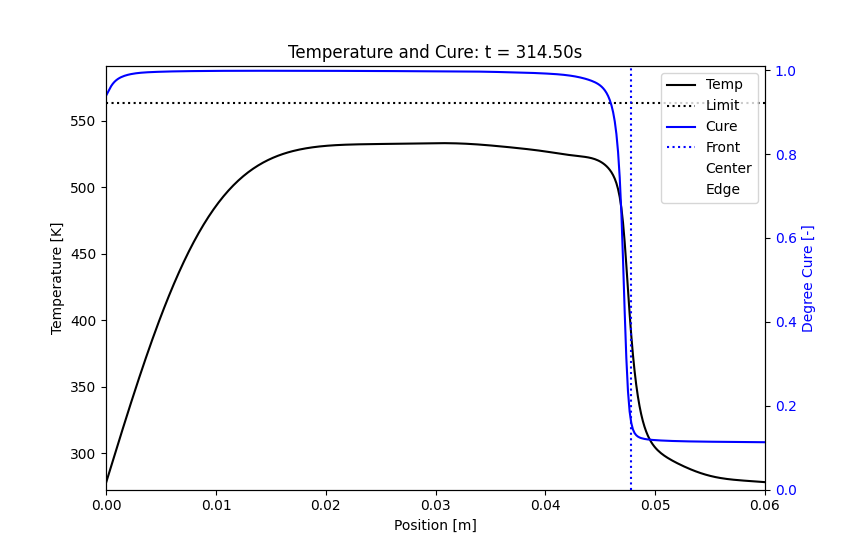 Temperature and Cure: t = 314.50s
Temp
Limit
Cure
Front
Center
Edge
Temperature [K]
550
500
450
400
350
300
Degree Cure [-]
1.0
0.8
0.6
0.4
0.2
0.0
0.00 0.01 0.02 0.03 0.04 0.05 0.06
Position [m]